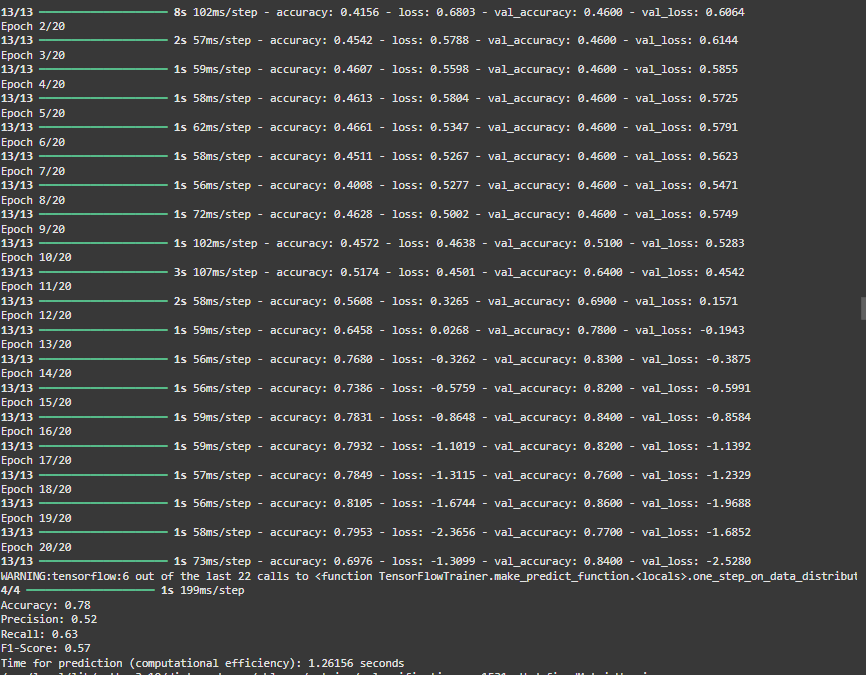 13/13 8s 102ms/step - accuracy: 0.4156 - loss: 0.6803 - val_accuracy: 0.4600 - val_loss: 0.6064
Epoch 2/20
13/13 2s 57ms/step - accuracy: 0.4542 - loss: 0.5788 - val_accuracy: 0.4600 - val_loss: 0.6144
Epoch 3/20
13/13 1s 59ms/step - accuracy: 0.4607 - loss: 0.5598 - val_accuracy: 0.4600 - val_loss: 0.5855
Epoch 4/20
13/13 1s 58ms/step - accuracy: 0.4613 - loss: 0.5804 - val_accuracy: 0.4600 - val_loss: 0.5725
Epoch 5/20
13/13 1s 62ms/step - accuracy: 0.4661 - loss: 0.5347 - val_accuracy: 0.4600 - val_loss: 0.5791
Epoch 6/20
13/13 1s 58ms/step - accuracy: 0.4511 - loss: 0.5267 - val_accuracy: 0.4600 - val_loss: 0.5623
Epoch 7/20
13/13 1s 56ms/step - accuracy: 0.4008 - loss: 0.5277 - val_accuracy: 0.4600 - val_loss: 0.5471
Epoch 8/20
13/13 1s 72ms/step - accuracy: 0.4628 - loss: 0.5002 - val_accuracy: 0.4600 - val_loss: 0.5749
Epoch 9/20
13/13 1s 102ms/step - accuracy: 0.4572 - loss: 0.4638 - val_accuracy: 0.5100 - val_loss: 0.5283
Epoch 10/20
13/13 3s 107ms/step - accuracy: 0.5174 - loss: 0.4501 - val_accuracy: 0.6400 - val_loss: 0.4542
Epoch 11/20
13/13 2s 58ms/step - accuracy: 0.5608 - loss: 0.3265 - val_accuracy: 0.6900 - val_loss: 0.1571
Epoch 12/20
13/13 1s 59ms/step - accuracy: 0.6458 - loss: 0.0268 - val_accuracy: 0.7800 - val_loss: -0.1943
Epoch 13/20
13/13 1s 56ms/step - accuracy: 0.7680 - loss: -0.3262 - val_accuracy: 0.8300 - val_loss: -0.3875
Epoch 14/20
13/13 1s 56ms/step - accuracy: 0.7386 - loss: -0.5759 - val_accuracy: 0.8200 - val_loss: -0.5991
Epoch 15/20
13/13 1s 59ms/step - accuracy: 0.7831 - loss: -0.8648 - val_accuracy: 0.8400 - val_loss: -0.8584
Epoch 16/20
13/13 1s 59ms/step - accuracy: 0.7932 - loss: -1.1019 - val_accuracy: 0.8200 - val_loss: -1.1392
Epoch 17/20
13/13 1s 57ms/step - accuracy: 0.7849 - loss: -1.3115 - val_accuracy: 0.7600 - val_loss: -1.2329
Epoch 18/20
13/13 1s 56ms/step - accuracy: 0.8105 - loss: -1.6744 - val_accuracy: 0.8600 - val_loss: -1.9688
Epoch 19/20
13/13 1s 58ms/step - accuracy: 0.7953 - loss: -2.3656 - val_accuracy: 0.7700 - val_loss: -1.6852
Epoch 20/20
13/13 1s 73ms/step - accuracy: 0.6976 - loss: -1.3099 - val_accuracy: 0.8400 - val_loss: -2.5280
WARNING:tensorflow:6 out of the last 22 calls to <function TensorFlowTrainer.make_predict_function.<locals>.one_step_on_data_distribut
4/4 1s 199ms/step
Accuracy: 0.78
Precision: 0.52
Recall: 0.63
F1-Score: 0.57
Time for prediction (computational efficiency): 1.26156 seconds